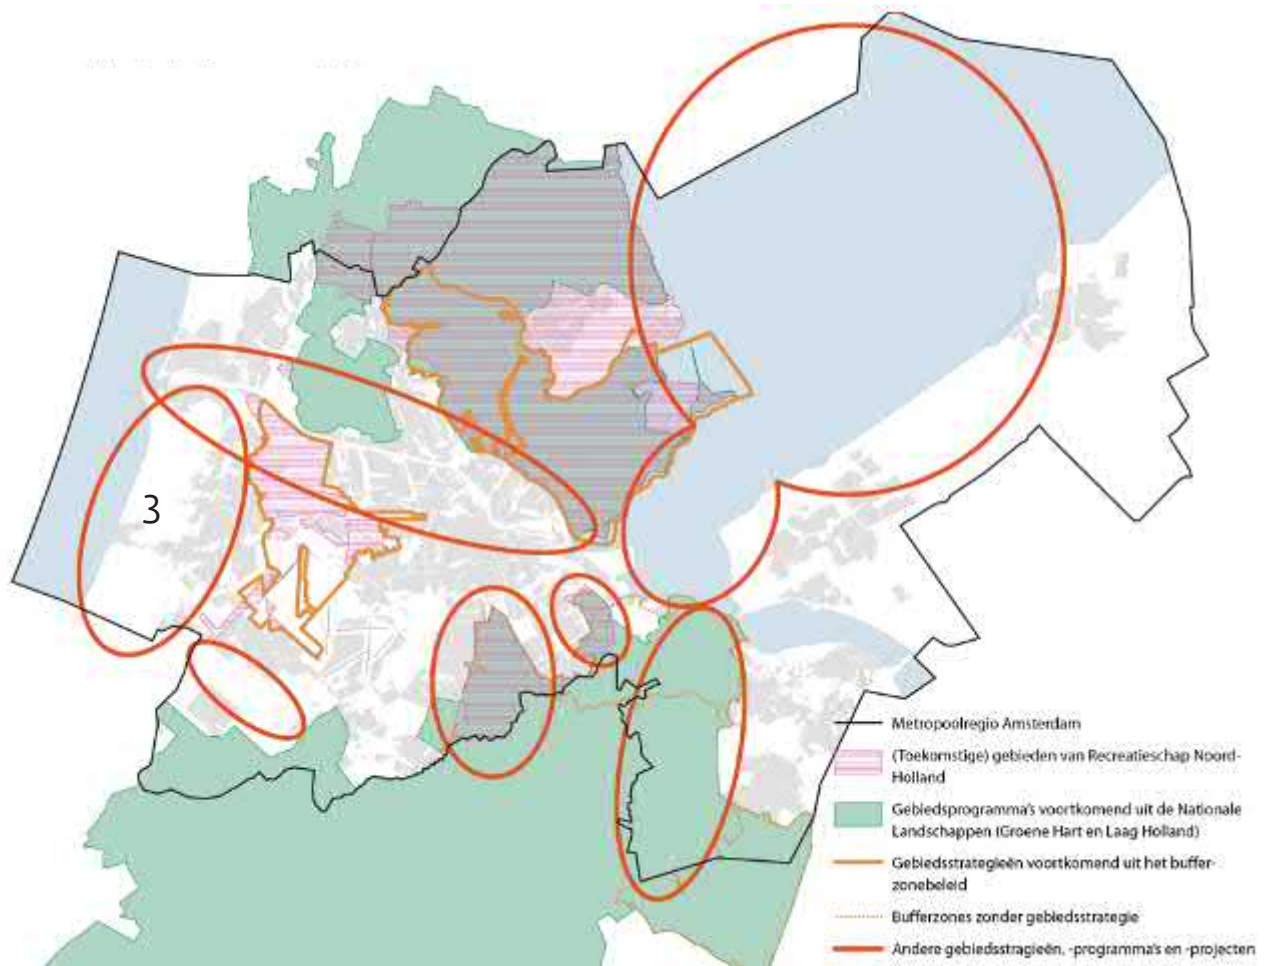 3
Metropoolregio Amsterdam
(Toekomstige) gebieden van Recreatieschap Noord-
Holland
Gebiedsprogramma's voortkomend uit de Nationale
Landschappen (Groene Hart en Laag Holland)
Gebiedsstrategieën voortkomend uit het buffer-
zonebeleid
Bufferzones zonder gebiedsstrategie
Andere gebiedsstragieën, -programma's en -projecten